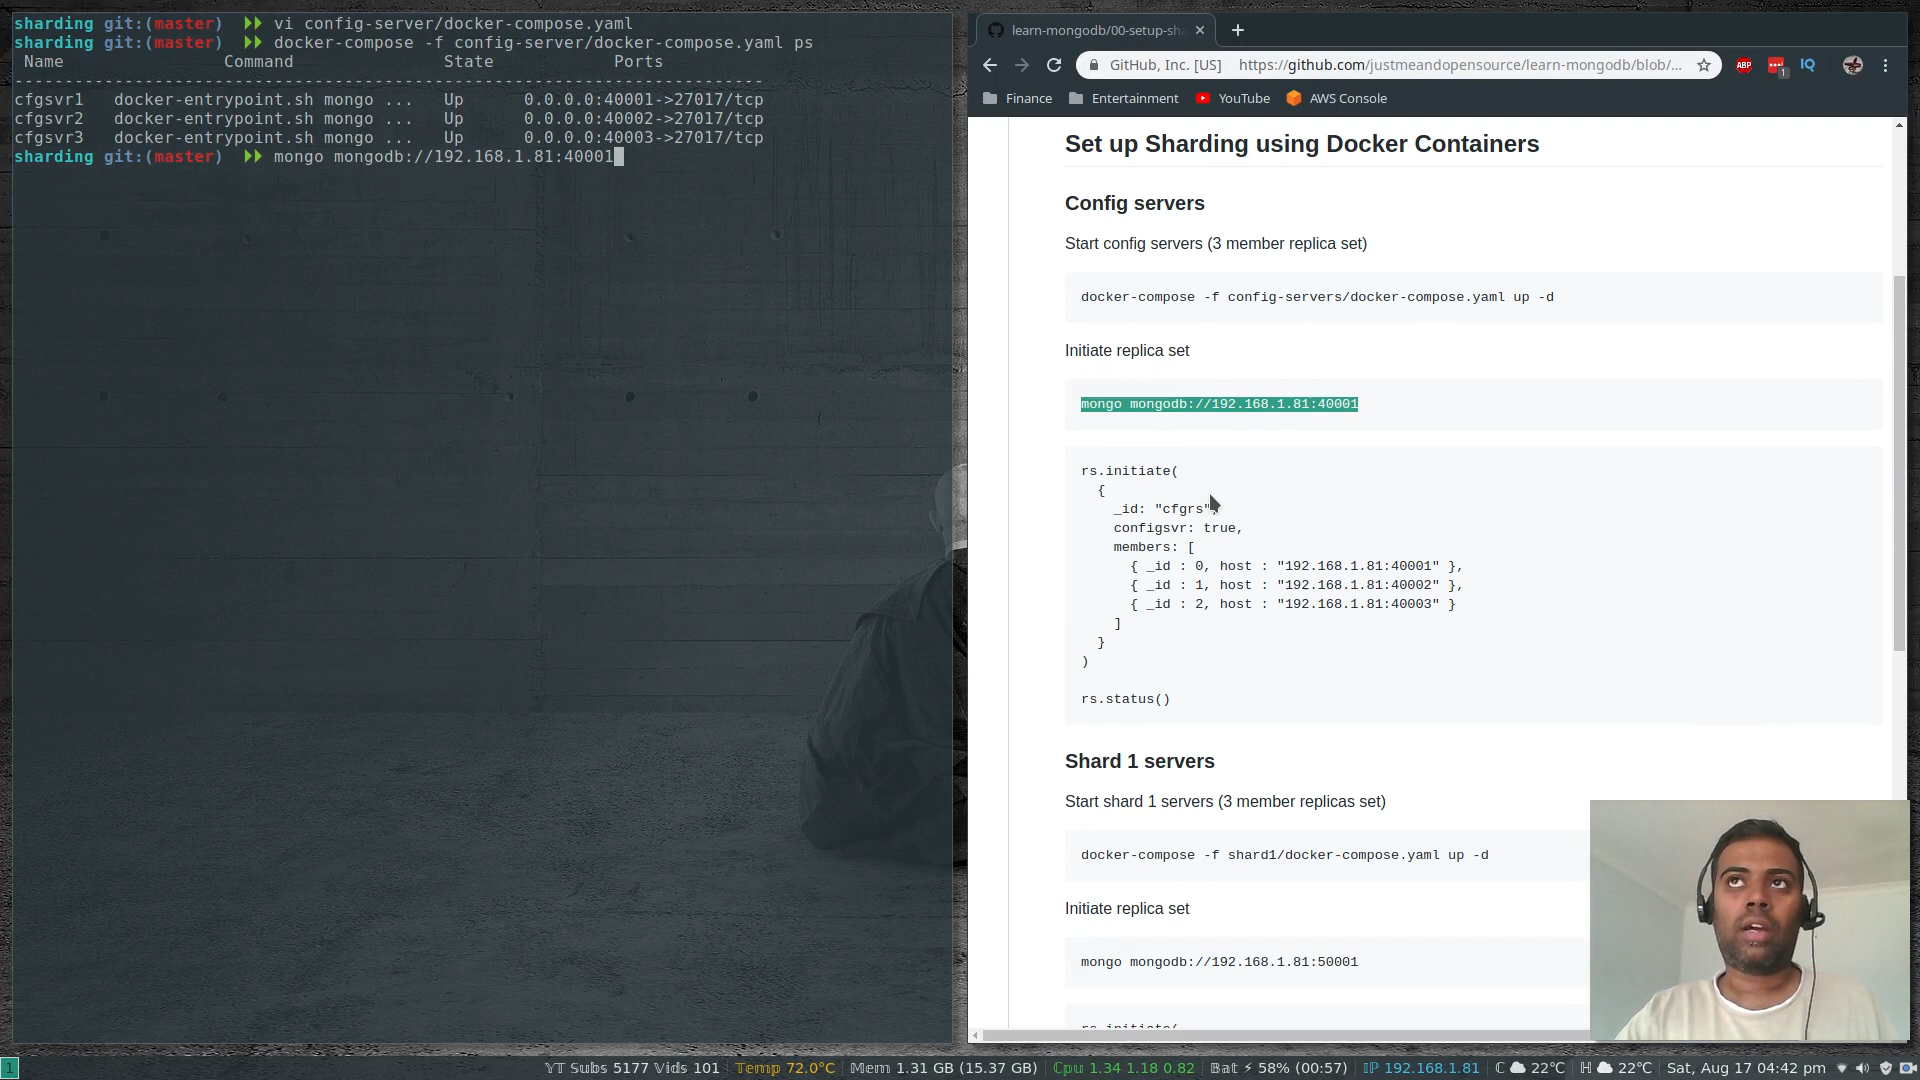 sharding git:(master) vi config-server/docker-compose.yaml
sharding git:(master) docker-compose -f config-server/docker-compose.yaml ps
Name Command State Ports
---------------------------------------------------------------------------
cfgsvr1 docker-entrypoint.sh mongo ... Up 0.0.0.0:40001->27017/tcp
cfgsvr2 docker-entrypoint.sh mongo ... Up 0.0.0.0:40002->27017/tcp
cfgsvr3 docker-entrypoint.sh mongo ... Up 0.0.0.0:40003->27017/tcp
sharding git:(master) mongo mongodb://192.168.1.81:40001
learn-mongodb/00-setup-sha
GitHub, Inc. [US] https://github.com/justmeandopensource/learn-mongodb/blob/...
ABP
1
IQ
Finance Entertainment YouTube AWS Console
Set up Sharding using Docker Containers
Config servers
Start config servers (3 member replica set)
docker-compose -f config-servers/docker-compose.yaml up -d
Initiate replica set
mongo mongodb://192.168.1.81:40001
rs.initiate(
{
_id: "cfgrs",
configsvr: true,
members: [
{ _id : 0, host : "192.168.1.81:40001" },
{ _id : 1, host : "192.168.1.81:40002" },
{ _id : 2, host : "192.168.1.81:40003" }
]
}
)
rs.status()
Shard 1 servers
Start shard 1 servers (3 member replicas set)
docker-compose -f shard1/docker-compose.yaml up -d
Initiate replica set
mongo mongodb://192.168.1.81:50001
rs.initiate(
1 YT Subs 5177 Vids 101 Temp 72.0°C Mem 1.31 GB (15.37 GB) Cpu 1.34 1.18 0.82 Bat ⚡ 58% (00:57) IP 192.168.1.81 C 22°C H 22°C Sat, Aug 17 04:42 pm